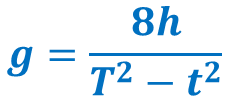 g = 8h / (T² − t²)